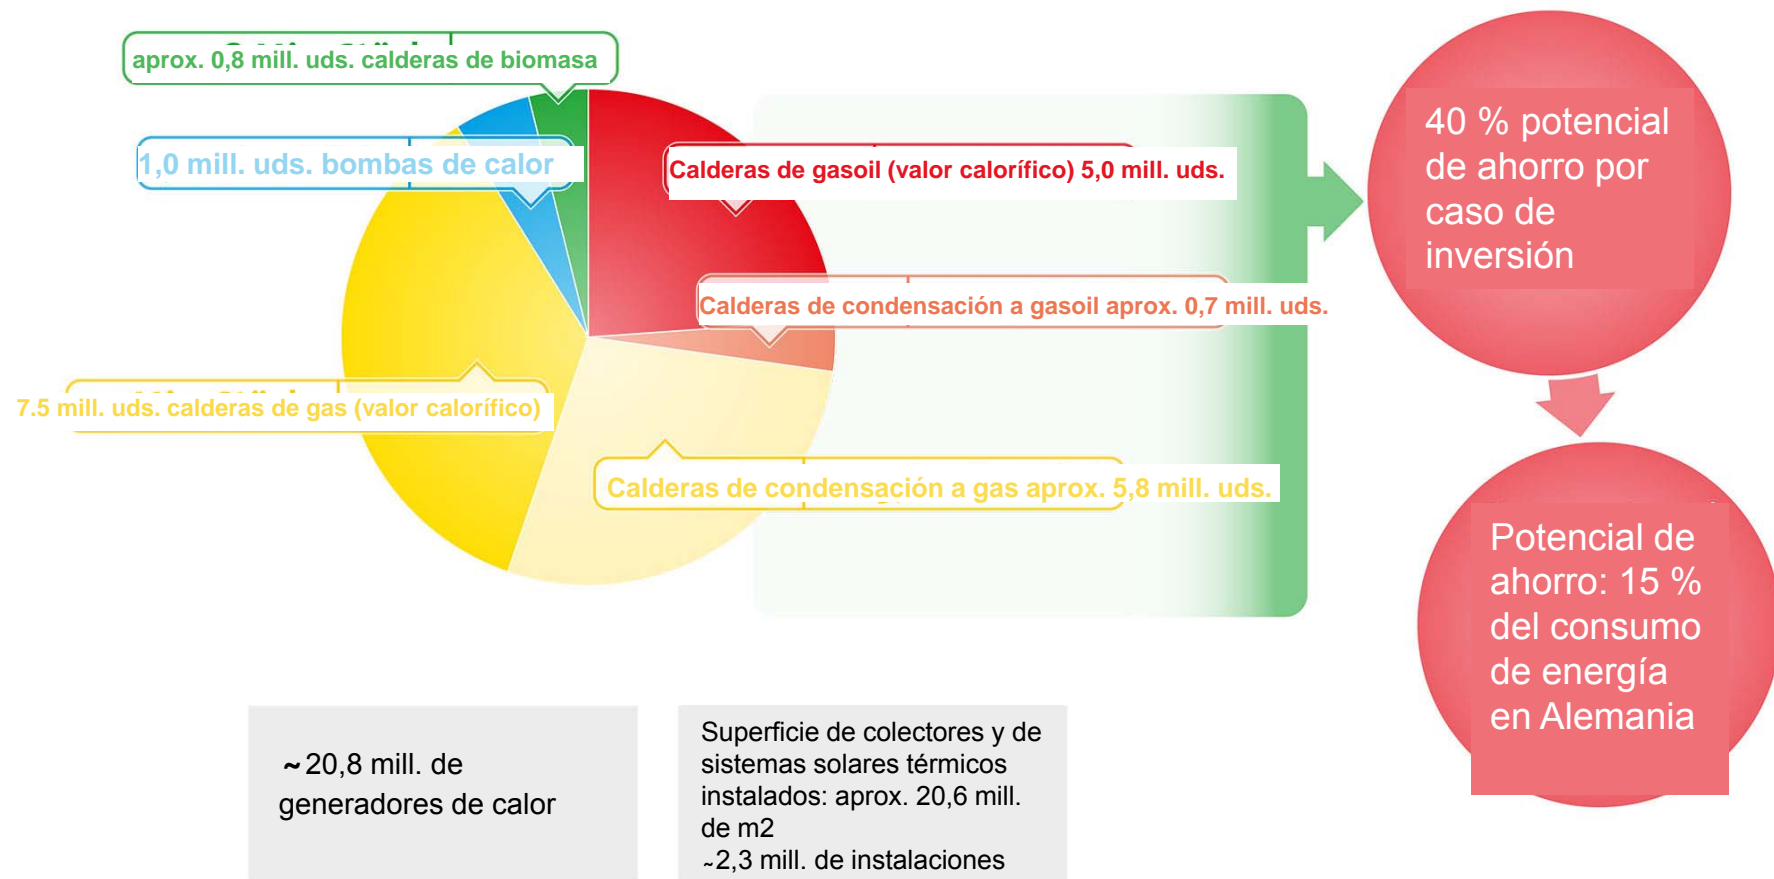 aprox. 0,8 mill. uds. calderas de biomasa
1,0 mill. uds. bombas de calor
Calderas de gasoil (valor calorífico) 5,0 mill. uds.
Calderas de condensación a gasoil aprox. 0,7 mill. uds.
7.5 mill. uds. calderas de gas (valor calorífico)
Calderas de condensación a gas aprox. 5,8 mill. uds.
40 % potencial
de ahorro por
caso de
inversión
Potencial de
ahorro: 15 %
del consumo
de energía
en Alemania
~20,8 mill. de
generadores de calor
Superficie de colectores y de
sistemas solares térmicos
instalados: aprox. 20,6 mill.
de m2
~2,3 mill. de instalaciones